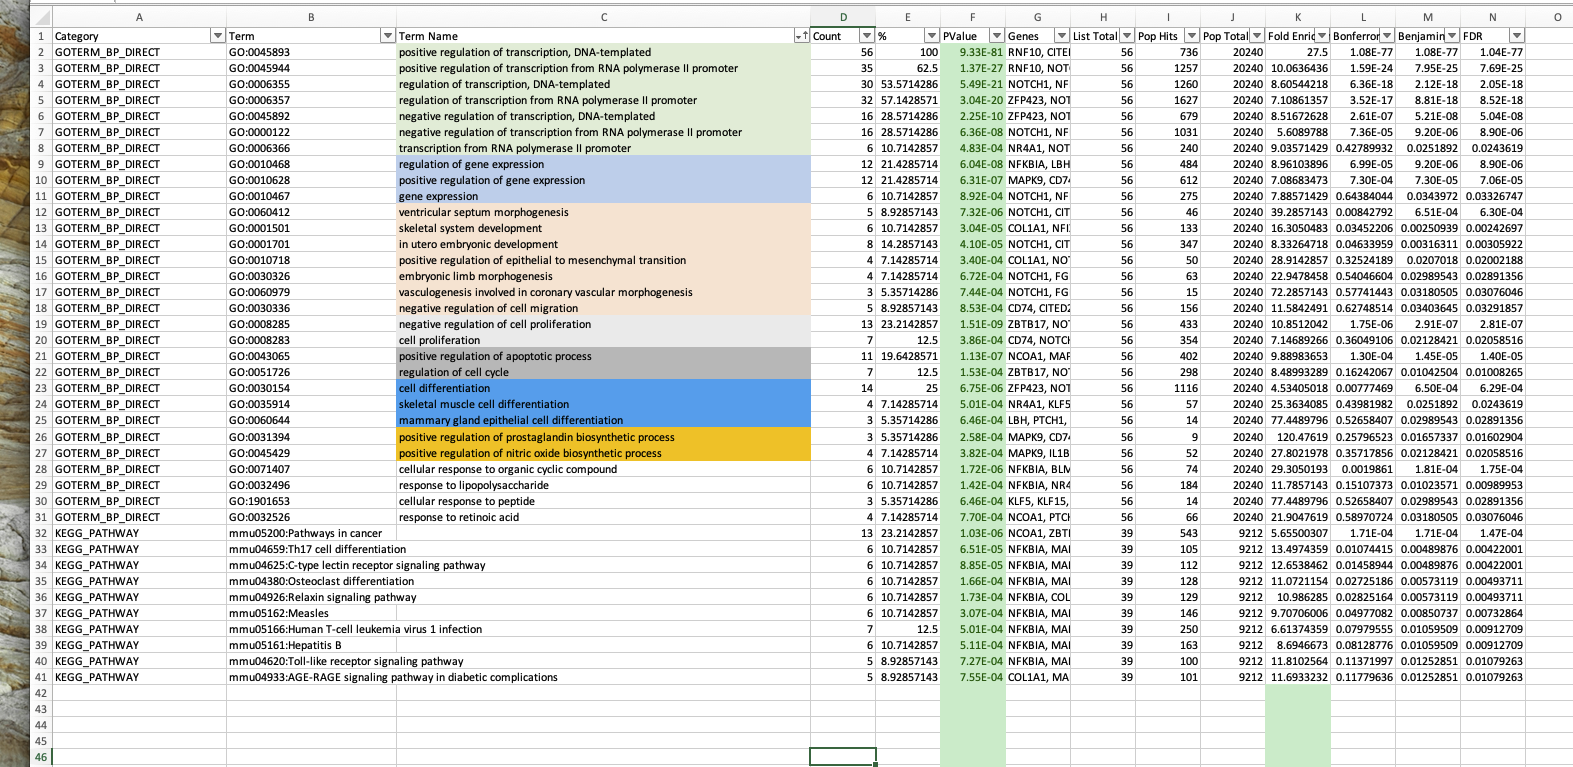 A B C D E F G H I J K L M N O
1 Category Term Term Name Count % PValue Genes List Total Pop Hits Pop Total Fold Enric Bonferror Benjamin FDR
2 GOTERM_BP_DIRECT GO:0045893 positive regulation of transcription, DNA-templated 56 100 9.33E-81 RNF10, CITEI 56 736 20240 27.5 1.08E-77 1.08E-77 1.04E-77
3 GOTERM_BP_DIRECT GO:0045944 positive regulation of transcription from RNA polymerase II promoter 35 62.5 1.37E-27 RNF10, NOT 56 1257 20240 10.0636436 1.59E-24 7.95E-25 7.69E-25
4 GOTERM_BP_DIRECT GO:0006355 regulation of transcription, DNA-templated 30 53.5714286 5.49E-21 NOTCH1, NF 56 1260 20240 8.60544218 6.36E-18 2.12E-18 2.05E-18
5 GOTERM_BP_DIRECT GO:0006357 regulation of transcription from RNA polymerase II promoter 32 57.1428571 3.04E-20 ZFP423, NOT 56 1627 20240 7.10861357 3.52E-17 8.81E-18 8.52E-18
6 GOTERM_BP_DIRECT GO:0045892 negative regulation of transcription, DNA-templated 16 28.5714286 2.25E-10 ZFP423, NOT 56 679 20240 8.51672628 2.61E-07 5.21E-08 5.04E-08
7 GOTERM_BP_DIRECT GO:0000122 negative regulation of transcription from RNA polymerase II promoter 16 28.5714286 6.36E-08 NOTCH1, NF 56 1031 20240 5.6089788 7.36E-05 9.20E-06 8.90E-06
8 GOTERM_BP_DIRECT GO:0006366 transcription from RNA polymerase II promoter 6 10.7142857 4.83E-04 NR4A1, NOT 56 240 20240 9.03571429 0.42789932 0.0251892 0.0243619
9 GOTERM_BP_DIRECT GO:0010468 regulation of gene expression 12 21.4285714 6.04E-08 NFKBIA, LBH 56 484 20240 8.96103896 6.99E-05 9.20E-06 8.90E-06
10 GOTERM_BP_DIRECT GO:0010628 positive regulation of gene expression 12 21.4285714 6.31E-07 MAPK9, CD74 56 612 20240 7.08683473 7.30E-04 7.30E-05 7.06E-05
11 GOTERM_BP_DIRECT GO:0010467 gene expression 6 10.7142857 8.92E-04 NOTCH1, NF 56 275 20240 7.88571429 0.64384044 0.0343972 0.03326747
12 GOTERM_BP_DIRECT GO:0060412 ventricular septum morphogenesis 5 8.92857143 7.32E-06 NOTCH1, CIT 56 46 20240 39.2857143 0.00842792 6.51E-04 6.30E-04
13 GOTERM_BP_DIRECT GO:0001501 skeletal system development 6 10.7142857 3.04E-05 COL1A1, NFI 56 133 20240 16.3050483 0.03452206 0.00250939 0.00242697
14 GOTERM_BP_DIRECT GO:0001701 in utero embryonic development 8 14.2857143 4.10E-05 NOTCH1, CIT 56 347 20240 8.33264718 0.04633959 0.00316311 0.00305922
15 GOTERM_BP_DIRECT GO:0010718 positive regulation of epithelial to mesenchymal transition 4 7.14285714 3.40E-04 COL1A1, NO 56 50 20240 28.9142857 0.32524189 0.0207018 0.02002188
16 GOTERM_BP_DIRECT GO:0030326 embryonic limb morphogenesis 4 7.14285714 6.72E-04 NOTCH1, FG 56 63 20240 22.9478458 0.54046604 0.02989543 0.02891356
17 GOTERM_BP_DIRECT GO:0060979 vasculogenesis involved in coronary vascular morphogenesis 3 5.35714286 7.44E-04 NOTCH1, FG 56 15 20240 72.2857143 0.57741443 0.03180505 0.03076046
18 GOTERM_BP_DIRECT GO:0030336 negative regulation of cell migration 5 8.92857143 8.53E-04 CD74, CITED2 56 156 20240 11.5842491 0.62748514 0.03403645 0.03291857
19 GOTERM_BP_DIRECT GO:0008285 negative regulation of cell proliferation 13 23.2142857 1.51E-09 ZBTB17, NO 56 433 20240 10.8512042 1.75E-06 2.91E-07 2.81E-07
20 GOTERM_BP_DIRECT GO:0008283 cell proliferation 7 12.5 3.86E-04 CD74, NOTCH 56 354 20240 7.14689266 0.36049106 0.02128421 0.02058516
21 GOTERM_BP_DIRECT GO:0043065 positive regulation of apoptotic process 11 19.6428571 1.13E-07 NCOA1, MAF 56 402 20240 9.88983653 1.30E-04 1.45E-05 1.40E-05
22 GOTERM_BP_DIRECT GO:0051726 regulation of cell cycle 7 12.5 1.53E-04 ZBTB17, NO 56 298 20240 8.48993289 0.16242067 0.01042504 0.01008265
23 GOTERM_BP_DIRECT GO:0030154 cell differentiation 14 25 6.75E-06 ZFP423, NOT 56 1116 20240 4.53405018 0.00777469 6.50E-04 6.29E-04
24 GOTERM_BP_DIRECT GO:0035914 skeletal muscle cell differentiation 4 7.14285714 5.01E-04 NR4A1, KLF5 56 57 20240 25.3634085 0.43981982 0.0251892 0.0243619
25 GOTERM_BP_DIRECT GO:0060644 mammary gland epithelial cell differentiation 3 5.35714286 6.46E-04 LBH, PTCH1, 56 14 20240 77.4489796 0.52658407 0.02989543 0.02891356
26 GOTERM_BP_DIRECT GO:0031394 positive regulation of prostaglandin biosynthetic process 3 5.35714286 2.58E-04 MAPK9, CD74 56 9 20240 120.47619 0.25796523 0.01657337 0.01602904
27 GOTERM_BP_DIRECT GO:0045429 positive regulation of nitric oxide biosynthetic process 4 7.14285714 3.82E-04 MAPK9, IL1B 56 52 20240 27.8021978 0.35717856 0.02128421 0.02058516
28 GOTERM_BP_DIRECT GO:0071407 cellular response to organic cyclic compound 6 10.7142857 1.72E-06 NFKBIA, BLM 56 74 20240 29.3050193 0.0019861 1.81E-04 1.75E-04
29 GOTERM_BP_DIRECT GO:0032496 response to lipopolysaccharide 6 10.7142857 1.42E-04 NFKBIA, NR4 56 184 20240 11.7857143 0.15107373 0.01023571 0.00989953
30 GOTERM_BP_DIRECT GO:1901653 cellular response to peptide 3 5.35714286 6.46E-04 KLF5, KLF15, 56 14 20240 77.4489796 0.52658407 0.02989543 0.02891356
31 GOTERM_BP_DIRECT GO:0032526 response to retinoic acid 4 7.14285714 7.70E-04 NCOA1, PTCH 56 66 20240 21.9047619 0.58970724 0.03180505 0.03076046
32 KEGG_PATHWAY mmu05200:Pathways in cancer 13 23.2142857 1.03E-06 NCOA1, ZBTI 39 543 9212 5.65500307 1.71E-04 1.71E-04 1.47E-04
33 KEGG_PATHWAY mmu04659:Th17 cell differentiation 6 10.7142857 6.51E-05 NFKBIA, MAI 39 105 9212 13.4974359 0.01074415 0.00489876 0.00422001
34 KEGG_PATHWAY mmu04625:C-type lectin receptor signaling pathway 6 10.7142857 8.85E-05 NFKBIA, MAI 39 112 9212 12.6538462 0.01458944 0.00489876 0.00422001
35 KEGG_PATHWAY mmu04380:Osteoclast differentiation 6 10.7142857 1.66E-04 NFKBIA, MAI 39 128 9212 11.0721154 0.02725186 0.00573119 0.00493711
36 KEGG_PATHWAY mmu04926:Relaxin signaling pathway 6 10.7142857 1.73E-04 NFKBIA, COL 39 129 9212 10.986285 0.02825164 0.00573119 0.00493711
37 KEGG_PATHWAY mmu05162:Measles 6 10.7142857 3.07E-04 NFKBIA, MAI 39 146 9212 9.70706006 0.04977082 0.00850737 0.00732864
38 KEGG_PATHWAY mmu05166:Human T-cell leukemia virus 1 infection 7 12.5 5.01E-04 NFKBIA, MAI 39 250 9212 6.61374359 0.07979555 0.01059509 0.00912709
39 KEGG_PATHWAY mmu05161:Hepatitis B 6 10.7142857 5.11E-04 NFKBIA, MAI 39 163 9212 8.6946673 0.08128776 0.01059509 0.00912709
40 KEGG_PATHWAY mmu04620:Toll-like receptor signaling pathway 5 8.92857143 7.27E-04 NFKBIA, MAI 39 100 9212 11.8102564 0.11371997 0.01252851 0.01079263
41 KEGG_PATHWAY mmu04933:AGE-RAGE signaling pathway in diabetic complications 5 8.92857143 7.55E-04 COL1A1, MA 39 101 9212 11.6933232 0.11779636 0.01252851 0.01079263
42
43
44
45
46